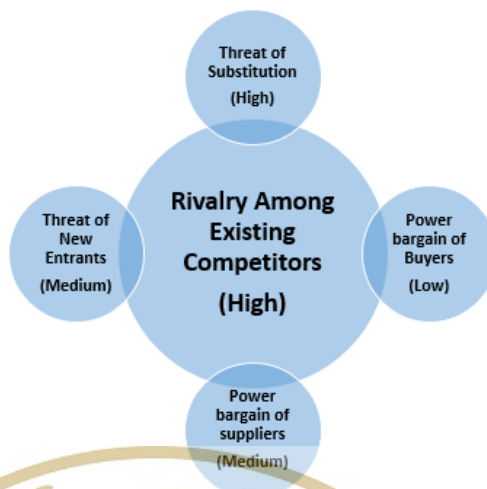 Threat of
Substitution
(High)
Rivalry Among
Existing
Competitors
(High)
Threat of
New
Entrants
(Medium)
Power
bargain of
Buyers
(Low)
Power
bargain of
suppliers
(Medium)